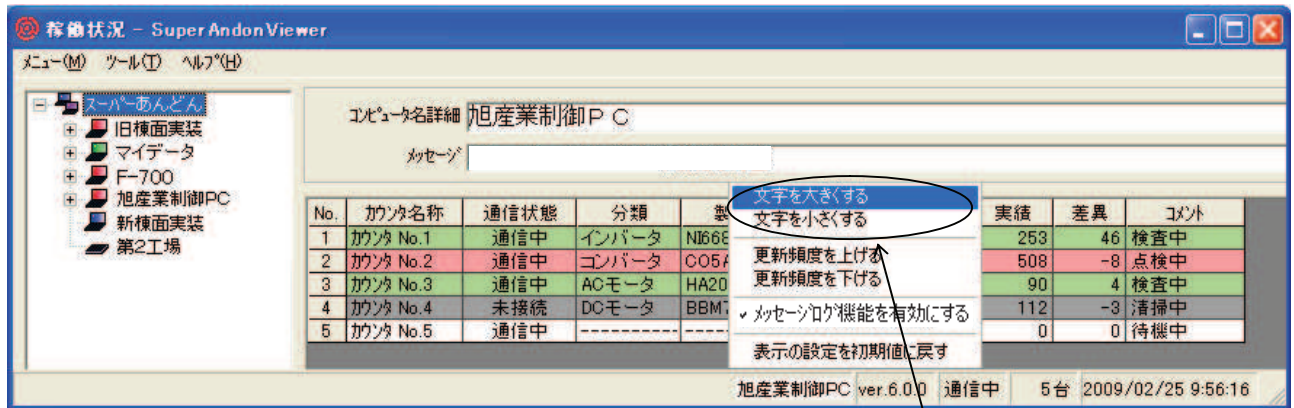 稼働状況 - Super Andon Viewer
メニュー(M) ツール(T) ヘルプ(H)
スーパーあんどん
旧棟面実装
マイデータ
F-700
旭産業制御PC
新棟面実装
第2工場
コンピュータ名詳細 旭産業制御PC
メッセージ
No. カウンタ名称 通信状態 分類 製 実績 差異 コメント
1 カウンタ No.1 通信中 インバータ NI668 253 46 検査中
2 カウンタ No.2 通信中 コンバータ CO5A 508 -8 点検中
3 カウンタ No.3 通信中 ACモータ HA20 90 4 検査中
4 カウンタ No.4 未接続 DCモータ BBM7 112 -3 清掃中
5 カウンタ No.5 通信中 ---------- ----- 0 0 待機中
文字を大きくする
文字を小さくする
更新頻度を上げる
更新頻度を下げる
✓ メッセージログ機能を有効にする
表示の設定を初期値に戻す
旭産業制御PC ver.6.0.0 通信中 5台 2009/02/25 9:56:16